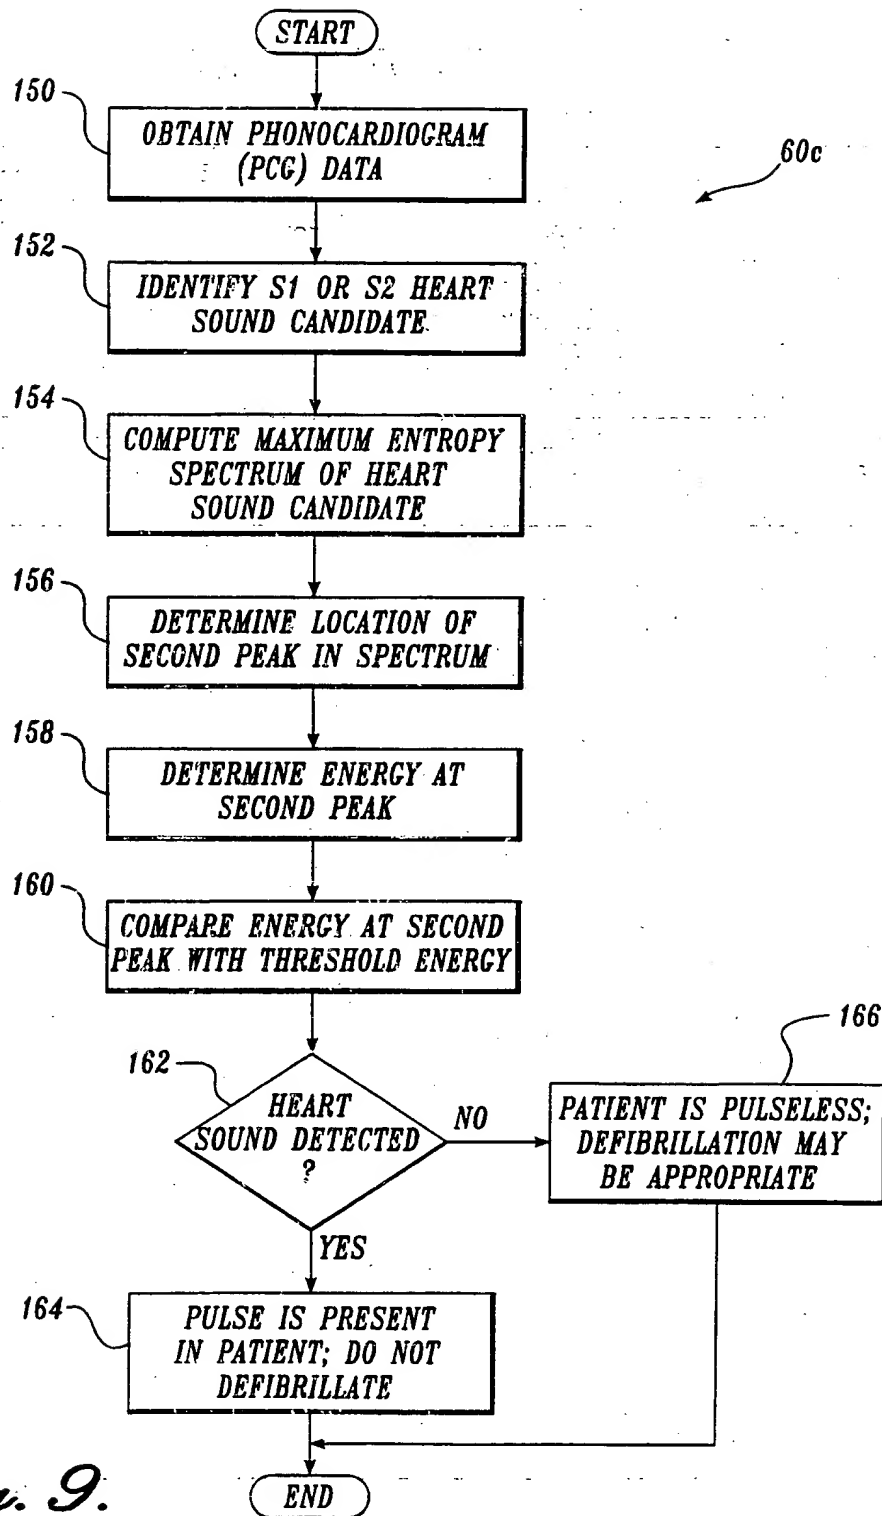 START
150
OBTAIN PHONOCARDIOGRAM
(PCG) DATA
60c
152
IDENTIFY S1 OR S2 HEART
SOUND CANDIDATE
154
COMPUTE MAXIMUM ENTROPY
SPECTRUM OF HEART
SOUND CANDIDATE
156
DETERMINE LOCATION OF
SECOND PEAK IN SPECTRUM
158
DETERMINE ENERGY AT
SECOND PEAK
160
COMPARE ENERGY AT SECOND
PEAK WITH THRESHOLD ENERGY
162
HEART
SOUND DETECTED
?
NO
166
PATIENT IS PULSELESS;
DEFIBRILLATION MAY
BE APPROPRIATE
YES
164
PULSE IS PRESENT
IN PATIENT; DO NOT
DEFIBRILLATE
END
9.